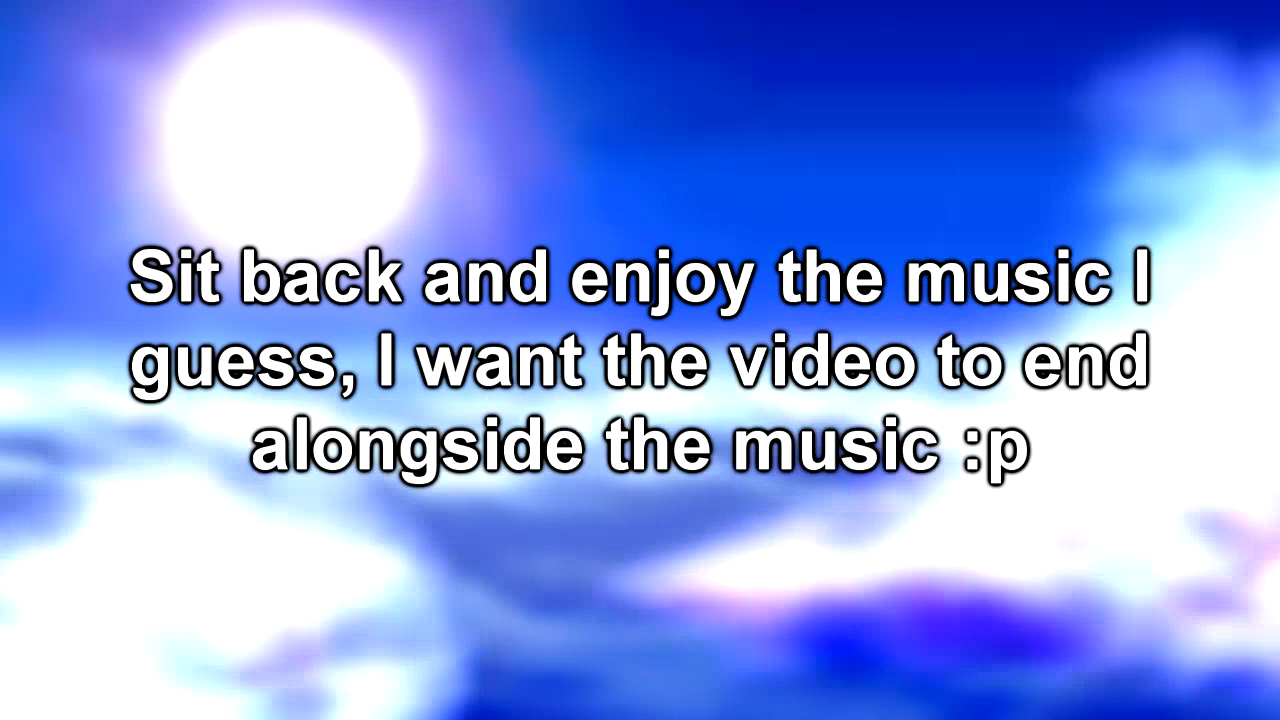 Sit back and enjoy the music I
guess, I want the video to end
alongside the music :p